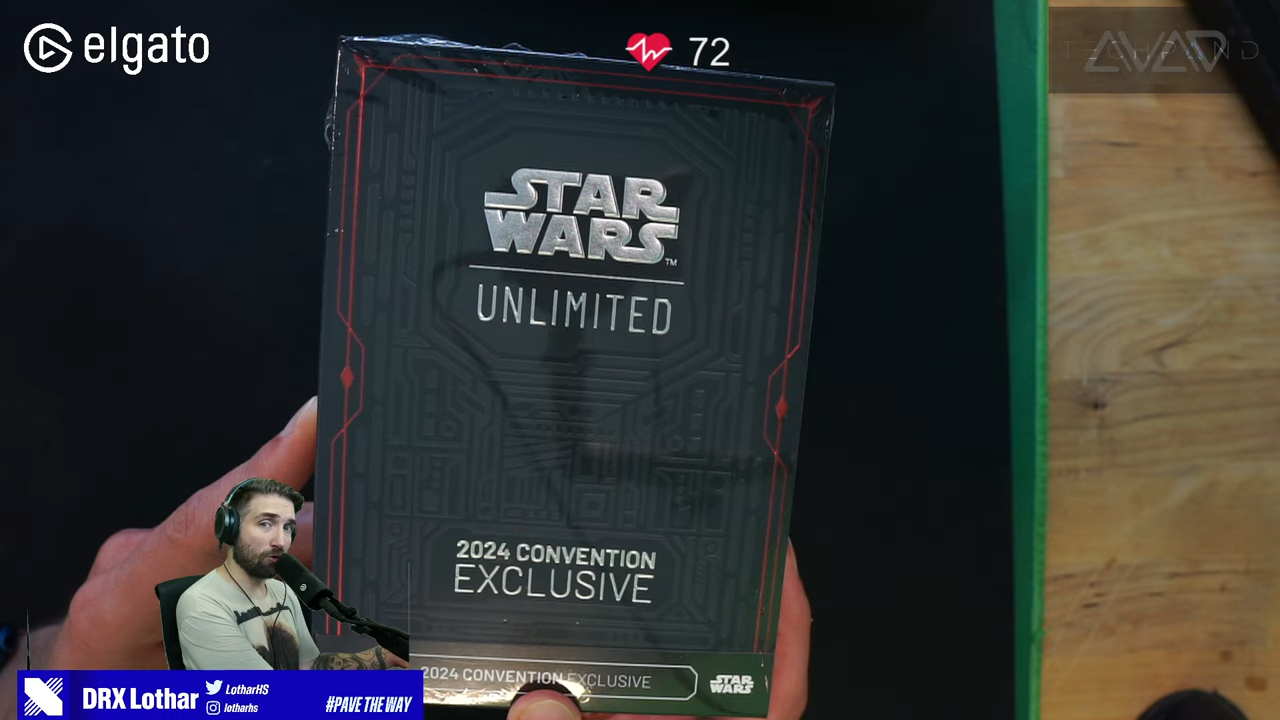 elgato
72
STAR
WARS
TM
UNLIMITED
2024 CONVENTION
EXCLUSIVE
2024 CONVENTION EXCLUSIVE
STAR
WARS
DRX Lothar
LotharHS
lotharhs
#PAVE THE WAY